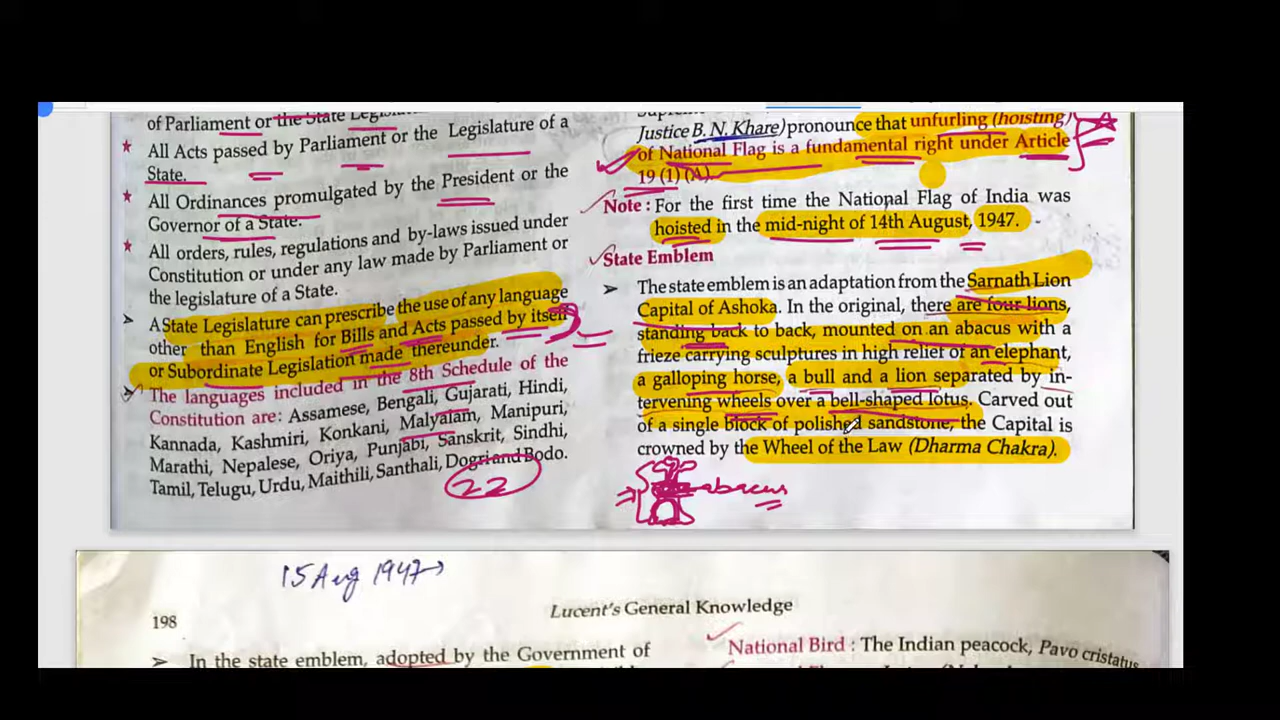 of Parliament or the State
★ All Acts passed by Parliament or the Legislature of a
State.
★ All Ordinances promulgated by the President or the
Governor of a State.
★ All orders, rules, regulations and by-laws issued under
Constitution or under any law made by Parliament or
the legislature of a State.
➤ A State Legislature can prescribe the use of any language
other than English for Bills and Acts passed by itself
or Subordinate Legislation made thereunder.
➤ The languages included in the 8th Schedule of the
Constitution are: Assamese, Bengali, Gujarati, Hindi,
Kannada, Kashmiri, Konkani, Malyalam, Manipuri,
Marathi, Nepalese, Oriya, Punjabi, Sanskrit, Sindhi,
Tamil, Telugu, Urdu, Maithili, Santhali, Dogri and Bodo.
22
Justice B. N. Khare) pronounce that unfurling (hoisting)
of National Flag is a fundamental right under Article
19 (1) (A).
Note : For the first time the National Flag of India was
hoisted in the mid-night of 14th August, 1947.
State Emblem
➤ The state emblem is an adaptation from the Sarnath Lion
Capital of Ashoka. In the original, there are four lions,
standing back to back, mounted on an abacus with a
frieze carrying sculptures in high relief of an elephant,
a galloping horse, a bull and a lion separated by in-
tervening wheels over a bell-shaped lotus. Carved out
of a single block of polished sandstone, the Capital is
crowned by the Wheel of the Law (Dharma Chakra).
abacus
15 Aug 1947→
198
Lucent's General Knowledge
➤ In the state emblem, adopted by the Government of
National Bird : The Indian peacock, Pavo cristatus